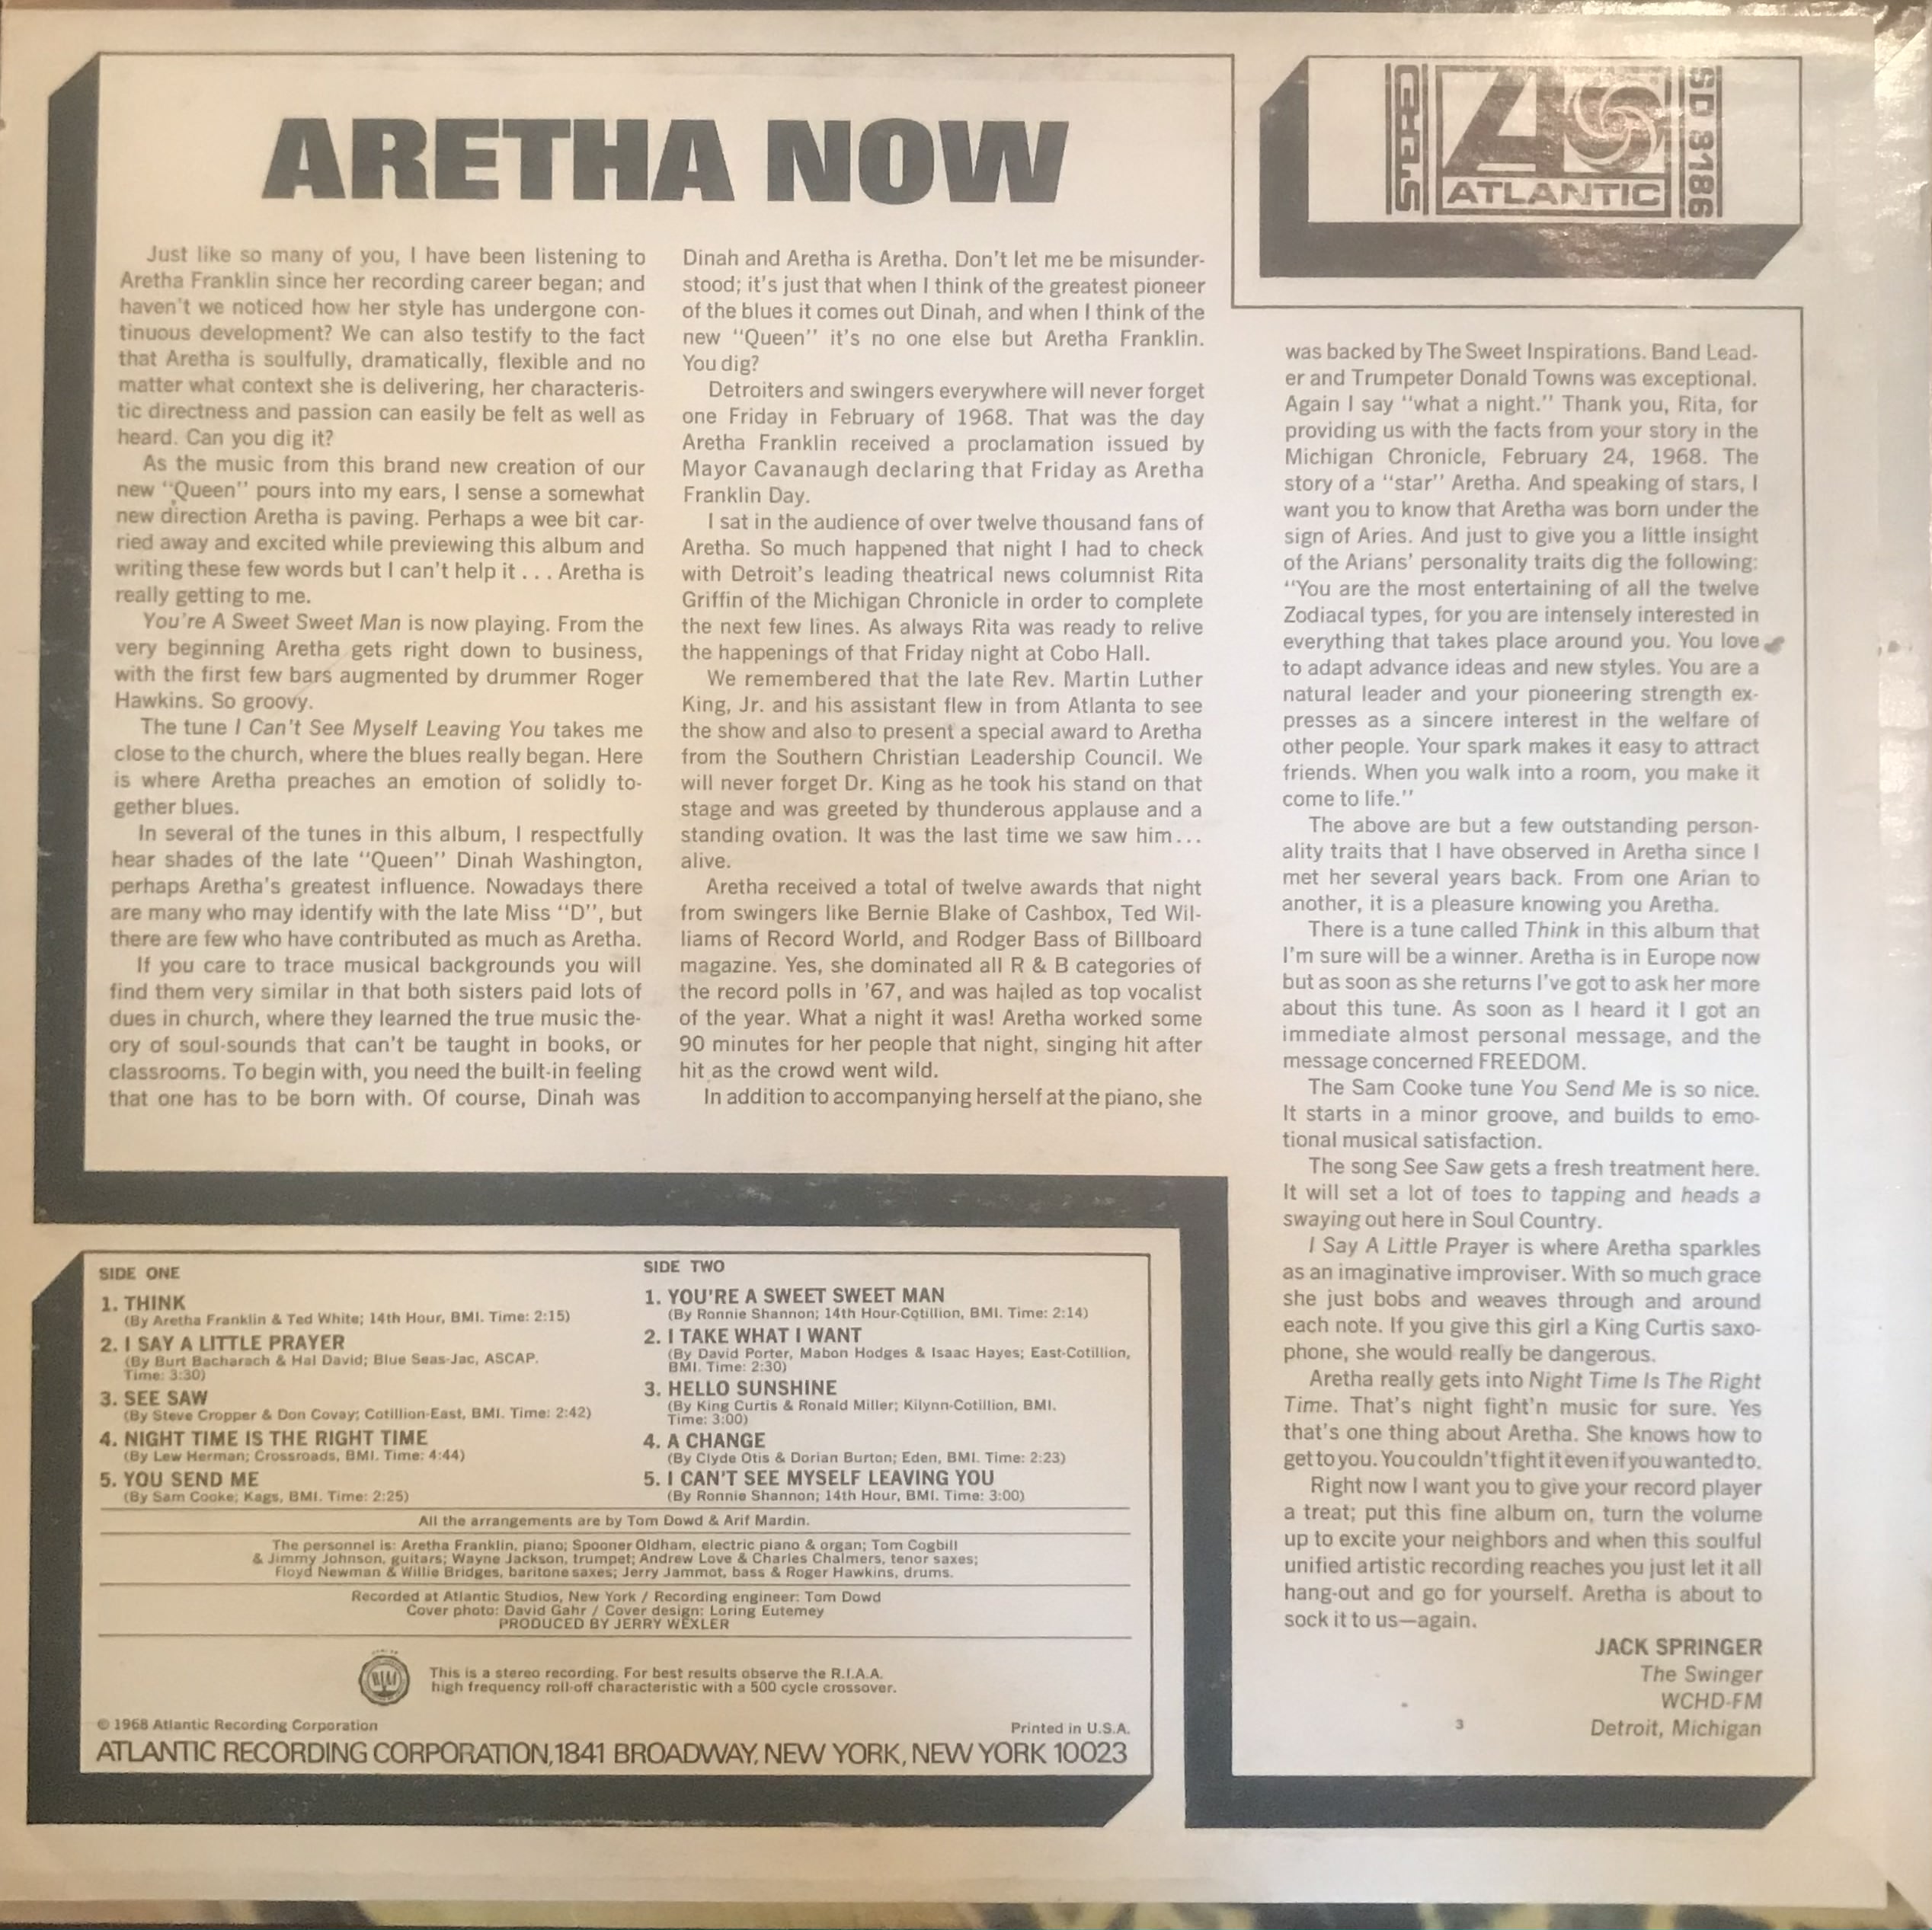 ARETHA NOW
Just like so many of you, I have been listening to
Aretha Franklin since her recording career began; and
haven't we noticed how her style has undergone con-
tinuous development? We can also testify to the fact
that Aretha is soulfully, dramatically, flexible and no
matter what context she is delivering, her characteris-
tic directness and passion can easily be felt as well as
heard. Can you dig it?
As the music from this brand new creation of our
new "Queen" pours into my ears, I sense a somewhat
new direction Aretha is paving. Perhaps a wee bit car-
ried away and excited while previewing this album and
writing these few words but I can't help it . . . Aretha is
really getting to me.
You're A Sweet Sweet Man is now playing. From the
very beginning Aretha gets right down to business,
with the first few bars augmented by drummer Roger
Hawkins. So groovy.
The tune I Can't See Myself Leaving You takes me
close to the church, where the blues really began. Here
is where Aretha preaches an emotion of solidly to-
gether blues.
In several of the tunes in this album, I respectfully
hear shades of the late "Queen" Dinah Washington,
perhaps Aretha's greatest influence. Nowadays there
are many who may identify with the late Miss "D", but
there are few who have contributed as much as Aretha.
If you care to trace musical backgrounds you will
find them very similar in that both sisters paid lots of
dues in church, where they learned the true music the-
ory of soul-sounds that can't be taught in books, or
classrooms. To begin with, you need the built-in feeling
that one has to be born with. Of course, Dinah was
Dinah and Aretha is Aretha. Don't let me be misunder-
stood; it's just that when I think of the greatest pioneer
of the blues it comes out Dinah, and when I think of the
new "Queen" it's no one else but Aretha Franklin.
You dig?
Detroiters and swingers everywhere will never forget
one Friday in February of 1968. That was the day
Aretha Franklin received a proclamation issued by
Mayor Cavanaugh declaring that Friday as Aretha
Franklin Day.
I sat in the audience of over twelve thousand fans of
Aretha. So much happened that night I had to check
with Detroit's leading theatrical news columnist Rita
Griffin of the Michigan Chronicle in order to complete
the next few lines. As always Rita was ready to relive
the happenings of that Friday night at Cobo Hall.
We remembered that the late Rev. Martin Luther
King, Jr. and his assistant flew in from Atlanta to see
the show and also to present a special award to Aretha
from the Southern Christian Leadership Council. We
will never forget Dr. King as he took his stand on that
stage and was greeted by thunderous applause and a
standing ovation. It was the last time we saw him . . .
alive.
Aretha received a total of twelve awards that night
from swingers like Bernie Blake of Cashbox, Ted Wil-
liams of Record World, and Rodger Bass of Billboard
magazine. Yes, she dominated all R & B categories of
the record polls in '67, and was hailed as top vocalist
of the year. What a night it was! Aretha worked some
90 minutes for her people that night, singing hit after
hit as the crowd went wild.
In addition to accompanying herself at the piano, she
STEREO
ATLANTIC
SD 8186
was backed by The Sweet Inspirations. Band Lead-
er and Trumpeter Donald Towns was exceptional.
Again I say "what a night." Thank you, Rita, for
providing us with the facts from your story in the
Michigan Chronicle, February 24, 1968. The
story of a "star" Aretha. And speaking of stars, I
want you to know that Aretha was born under the
sign of Aries. And just to give you a little insight
of the Arians' personality traits dig the following:
"You are the most entertaining of all the twelve
Zodiacal types, for you are intensely interested in
everything that takes place around you. You love
to adapt advance ideas and new styles. You are a
natural leader and your pioneering strength ex-
presses as a sincere interest in the welfare of
other people. Your spark makes it easy to attract
friends. When you walk into a room, you make it
come to life."
The above are but a few outstanding person-
ality traits that I have observed in Aretha since I
met her several years back. From one Arian to
another, it is a pleasure knowing you Aretha.
There is a tune called Think in this album that
I'm sure will be a winner. Aretha is in Europe now
but as soon as she returns I've got to ask her more
about this tune. As soon as I heard it I got an
immediate almost personal message, and the
message concerned FREEDOM.
The Sam Cooke tune You Send Me is so nice.
It starts in a minor groove, and builds to emo-
tional musical satisfaction.
The song See Saw gets a fresh treatment here.
It will set a lot of toes to tapping and heads a
swaying out here in Soul Country.
I Say A Little Prayer is where Aretha sparkles
as an imaginative improviser. With so much grace
she just bobs and weaves through and around
each note. If you give this girl a King Curtis saxo-
phone, she would really be dangerous.
Aretha really gets into Night Time Is The Right
Time. That's night fight'n music for sure. Yes
that's one thing about Aretha. She knows how to
get to you. You couldn't fight it even if you wanted to.
Right now I want you to give your record player
a treat; put this fine album on, turn the volume
up to excite your neighbors and when this soulful
unified artistic recording reaches you just let it all
hang-out and go for yourself. Aretha is about to
sock it to us—again.
JACK SPRINGER
The Swinger
WCHD-FM
Detroit, Michigan
3
SIDE ONE
1. THINK
(By Aretha Franklin & Ted White; 14th Hour, BMI. Time: 2:15)
2. I SAY A LITTLE PRAYER
(By Burt Bacharach & Hal David; Blue Seas-Jac, ASCAP.
Time: 3:30)
3. SEE SAW
(By Steve Cropper & Don Covay; Cotillion-East, BMI. Time: 2:42)
4. NIGHT TIME IS THE RIGHT TIME
(By Lew Herman; Crossroads, BMI. Time: 4:44)
5. YOU SEND ME
(By Sam Cooke; Kags, BMI. Time: 2:25)
SIDE TWO
1. YOU'RE A SWEET SWEET MAN
(By Ronnie Shannon; 14th Hour-Cotillion, BMI. Time: 2:14)
2. I TAKE WHAT I WANT
(By David Porter, Mabon Hodges & Isaac Hayes; East-Cotillion,
BMI. Time: 2:30)
3. HELLO SUNSHINE
(By King Curtis & Ronald Miller; Kilynn-Cotillion, BMI.
Time: 3:00)
4. A CHANGE
(By Clyde Otis & Dorian Burton; Eden, BMI. Time: 2:23)
5. I CAN'T SEE MYSELF LEAVING YOU
(By Ronnie Shannon; 14th Hour, BMI. Time: 3:00)
All the arrangements are by Tom Dowd & Arif Mardin.
The personnel is: Aretha Franklin, piano; Spooner Oldham, electric piano & organ; Tom Cogbill
& Jimmy Johnson, guitars; Wayne Jackson, trumpet; Andrew Love & Charles Chalmers, tenor saxes;
Floyd Newman & Willie Bridges, baritone saxes; Jerry Jammot, bass & Roger Hawkins, drums.
Recorded at Atlantic Studios, New York / Recording engineer: Tom Dowd
Cover photo: David Gahr / Cover design: Loring Eutemey
PRODUCED BY JERRY WEXLER
RIAA
This is a stereo recording. For best results observe the R.I.A.A.
high frequency roll-off characteristic with a 500 cycle crossover.
© 1968 Atlantic Recording Corporation
Printed in U.S.A.
ATLANTIC RECORDING CORPORATION, 1841 BROADWAY, NEW YORK, NEW YORK 10023